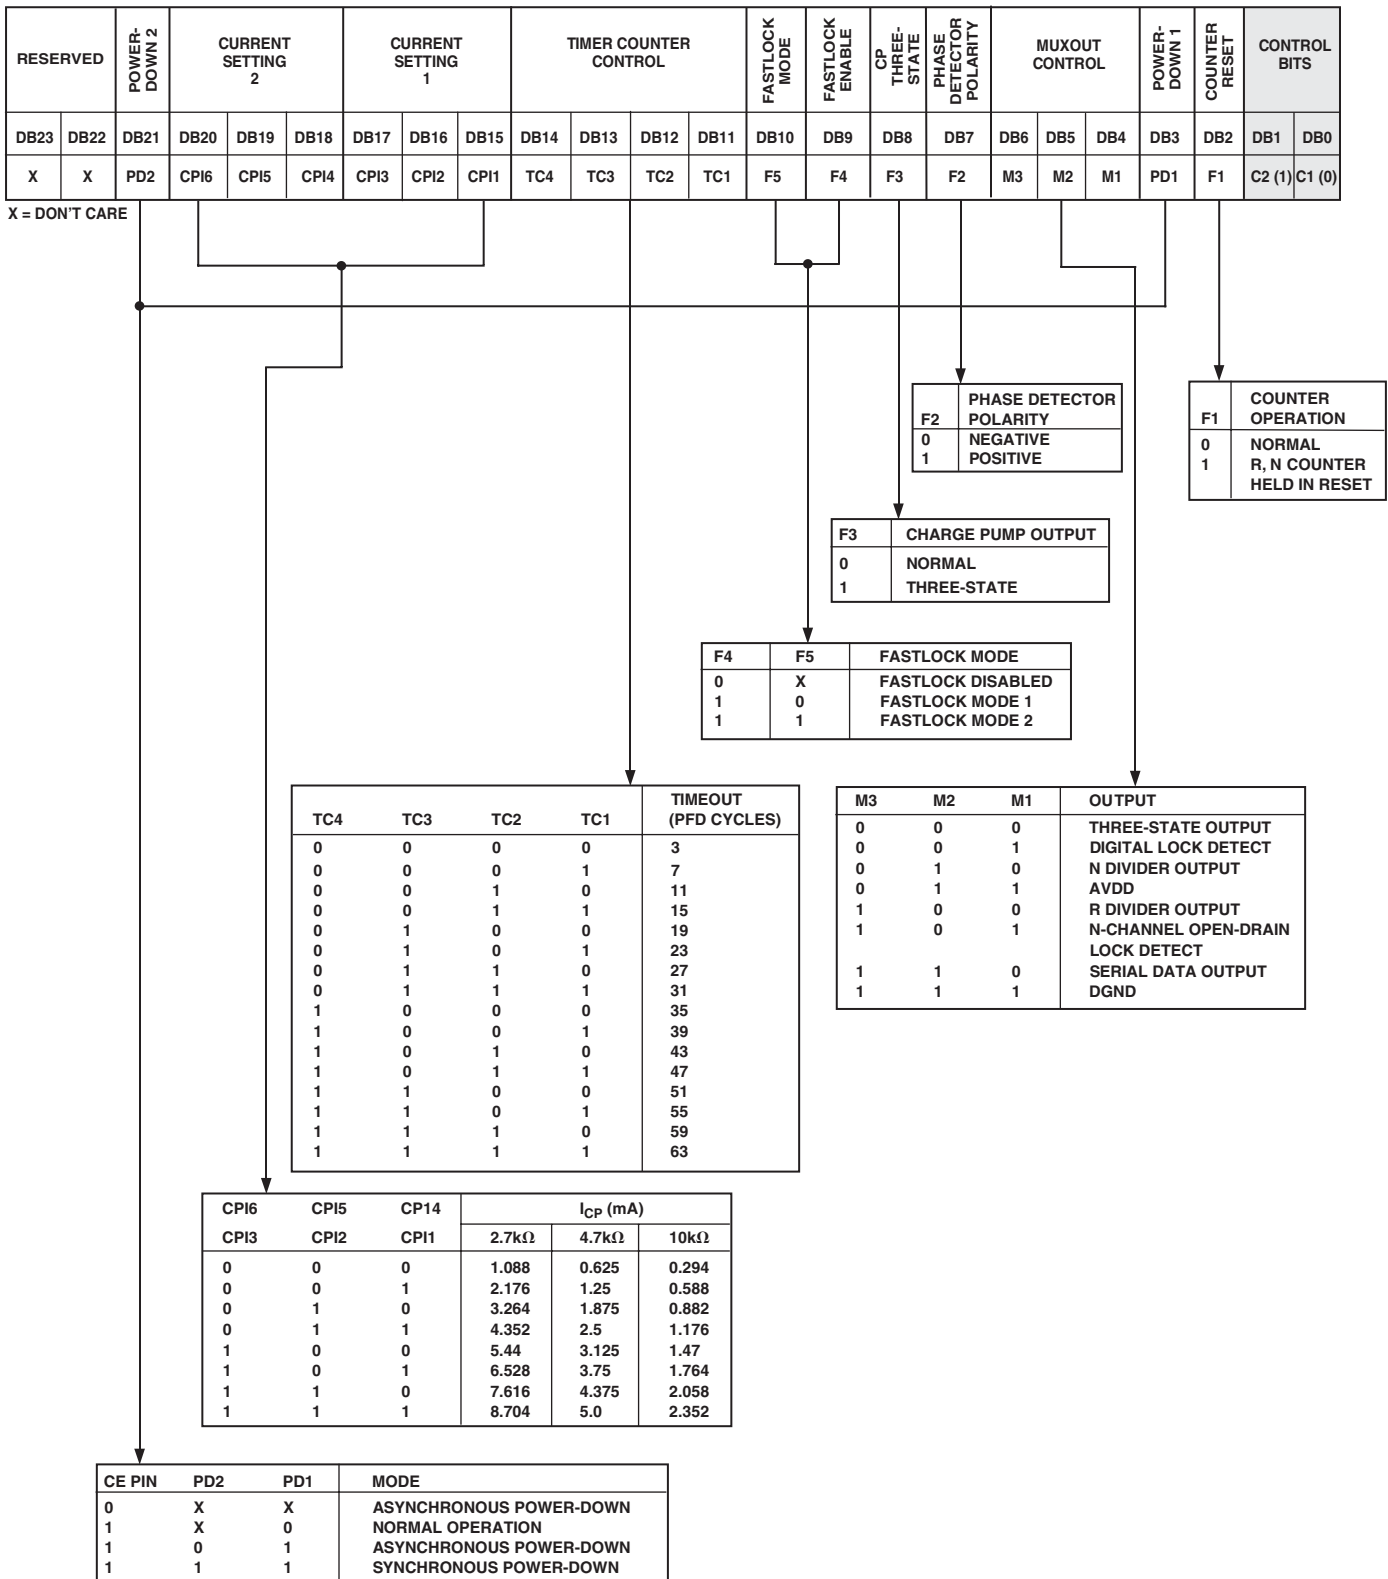 RESERVED POWER-DOWN 2 CURRENT SETTING 2 CURRENT SETTING 1 TIMER COUNTER CONTROL FASTLOCK MODE FASTLOCK ENABLE CP THREE-STATE PHASE DETECTOR POLARITY MUXOUT CONTROL POWER-DOWN 1 COUNTER RESET CONTROL BITS
DB23 DB22 DB21 DB20 DB19 DB18 DB17 DB16 DB15 DB14 DB13 DB12 DB11 DB10 DB9 DB8 DB7 DB6 DB5 DB4 DB3 DB2 DB1 DB0
X X PD2 CPI6 CPI5 CPI4 CPI3 CPI2 CPI1 TC4 TC3 TC2 TC1 F5 F4 F3 F2 M3 M2 M1 PD1 F1 C2 (1) C1 (0)
X = DON'T CARE
F2 PHASE DETECTOR POLARITY
0 NEGATIVE
1 POSITIVE
F1 COUNTER OPERATION
0 NORMAL
1 R, N COUNTER
HELD IN RESET
F3 CHARGE PUMP OUTPUT
0 NORMAL
1 THREE-STATE
F4 F5 FASTLOCK MODE
0 X FASTLOCK DISABLED
1 0 FASTLOCK MODE 1
1 1 FASTLOCK MODE 2
TC4 TC3 TC2 TC1 TIMEOUT (PFD CYCLES)
0 0 0 0 3
0 0 0 1 7
0 0 1 0 11
0 0 1 1 15
0 1 0 0 19
0 1 0 1 23
0 1 1 0 27
0 1 1 1 31
1 0 0 0 35
1 0 0 1 39
1 0 1 0 43
1 0 1 1 47
1 1 0 0 51
1 1 0 1 55
1 1 1 0 59
1 1 1 1 63
M3 M2 M1 OUTPUT
0 0 0 THREE-STATE OUTPUT
0 0 1 DIGITAL LOCK DETECT
0 1 0 N DIVIDER OUTPUT
0 1 1 AVDD
1 0 0 R DIVIDER OUTPUT
1 0 1 N-CHANNEL OPEN-DRAIN
LOCK DETECT
1 1 0 SERIAL DATA OUTPUT
1 1 1 DGND
CPI6 CPI5 CP14 ICP (mA)
CPI3 CPI2 CPI1 2.7kΩ 4.7kΩ 10kΩ
0 0 0 1.088 0.625 0.294
0 0 1 2.176 1.25 0.588
0 1 0 3.264 1.875 0.882
0 1 1 4.352 2.5 1.176
1 0 0 5.44 3.125 1.47
1 0 1 6.528 3.75 1.764
1 1 0 7.616 4.375 2.058
1 1 1 8.704 5.0 2.352
CE PIN PD2 PD1 MODE
0 X X ASYNCHRONOUS POWER-DOWN
1 X 0 NORMAL OPERATION
1 0 1 ASYNCHRONOUS POWER-DOWN
1 1 1 SYNCHRONOUS POWER-DOWN